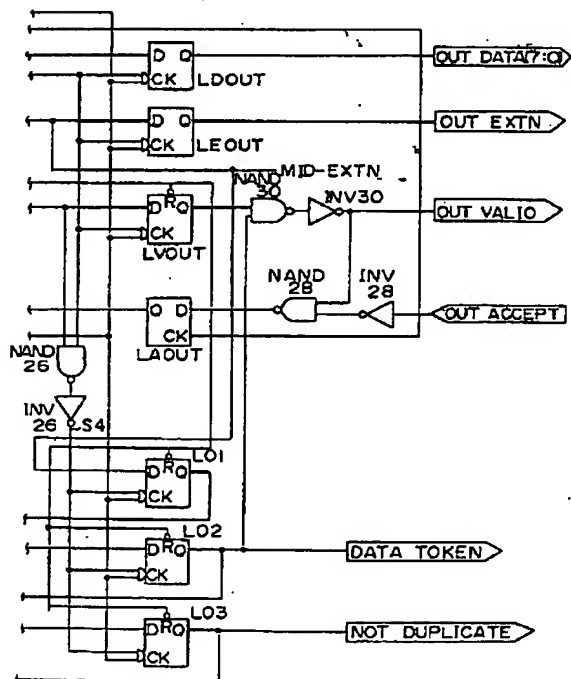 D Q
CK LDOUT
OUT DATA(7:0)
D Q
CK LEOUT
OUT EXTN
MID-EXTN
NAND
30
INV30
R
D Q
CK
LVOUT
OUT VALID
NAND
28
INV
28
Q D
CK
LAOUT
OUT ACCEPT
NAND
26
INV
26
S4
LO1
R
D Q
CK
LO2
R
D Q
CK
DATA TOKEN
LO3
R
D Q
CK
NOT DUPLICATE